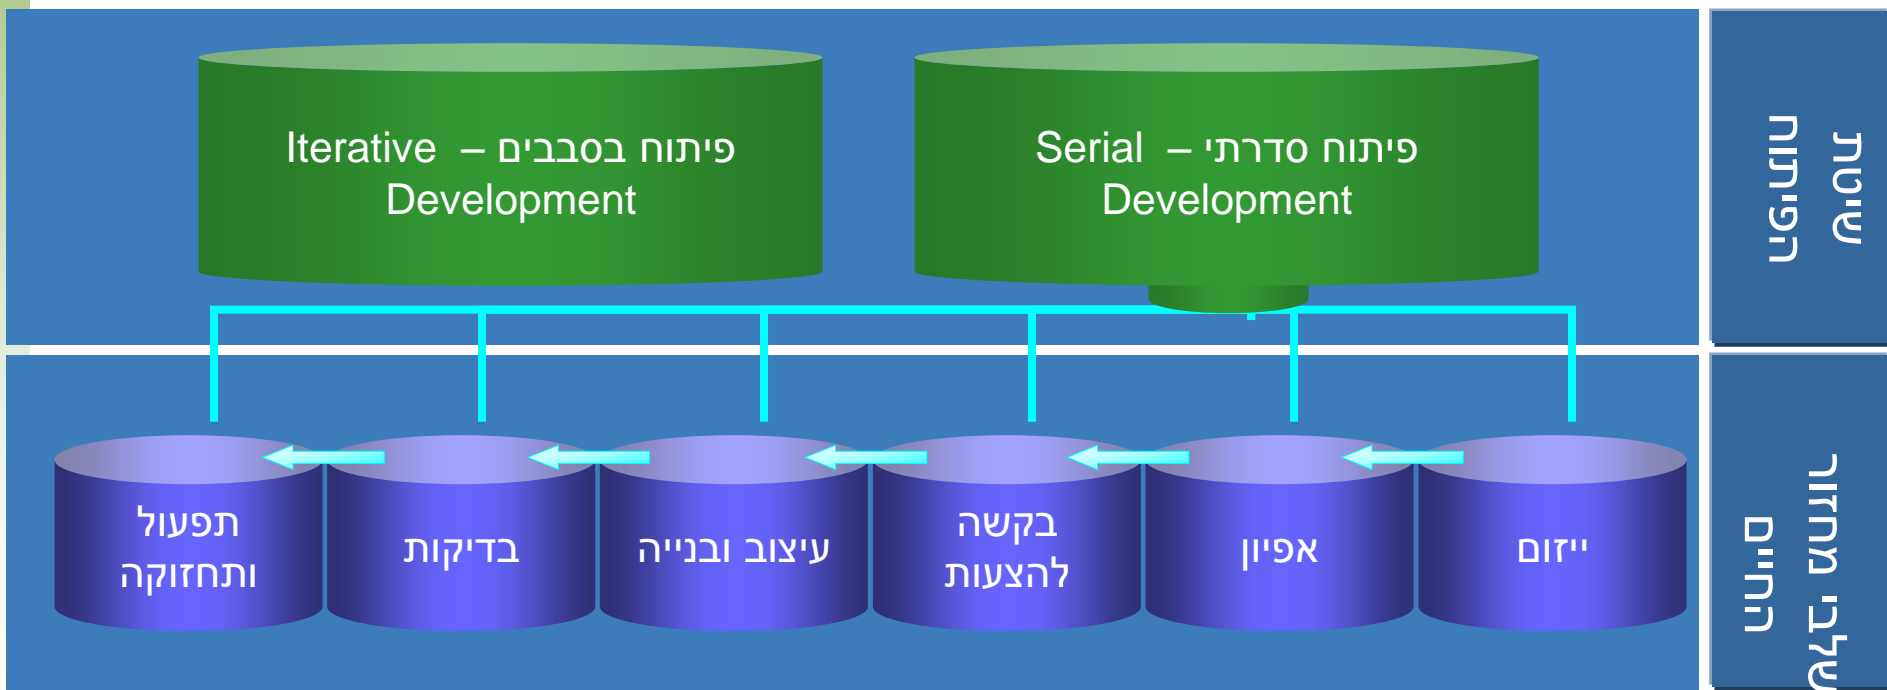 שיטת
הפיתוח
פיתוח סדרתי – Serial
Development
פיתוח בסבבים – Iterative
Development
שלבי מחזור
החיים
ייזום
אפיון
בקשה
להצעות
עיצוב ובנייה
בדיקות
תפעול
ותחזוקה